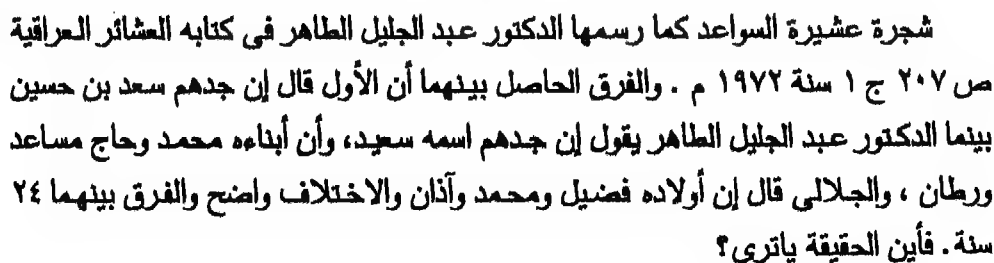 شجرة عشيرة السواعد كما رسمها الدكتور عبد الجليل الطاهر فى كتابه العشائر العراقية
ص ٢٠٧ ج ١ سنة ١٩٧٢ م . والفرق الحاصل بينهما أن الأول قال إن جدهم سعد بن حسين
بينما الدكتور عبد الجليل الطاهر يقول إن جدهم اسمه سعيد، وأن أبناءه محمد وحاج مساعد
ورطان ، والجلالى قال إن أولاده فضيل ومحمد وآذان والاختلاف واضح والفرق بينهما ٢٤
سنة . فأين الحقيقة ياترى؟